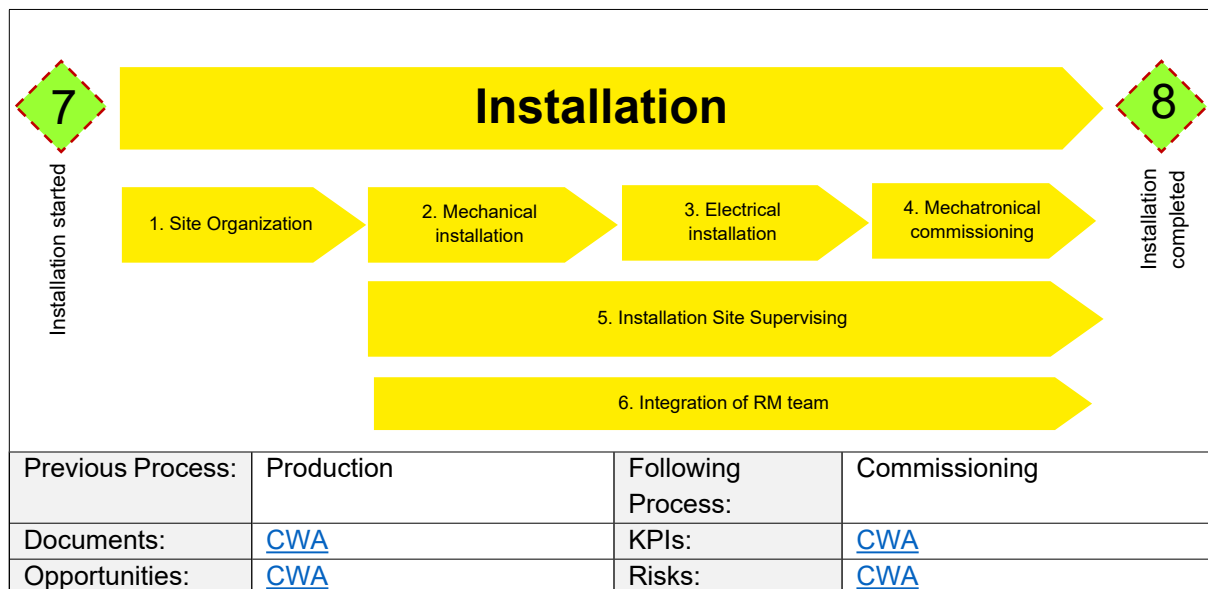 7
Installation
8
Installation started
Installation
completed
1. Site Organization
2. Mechanical
installation
3. Electrical
installation
4. Mechatronical
commissioning
5. Installation Site Supervising
6. Integration of RM team
Previous Process:
Production
Following
Process:
Commissioning
Documents:
CWA
KPIs:
CWA
Opportunities:
CWA
Risks:
CWA